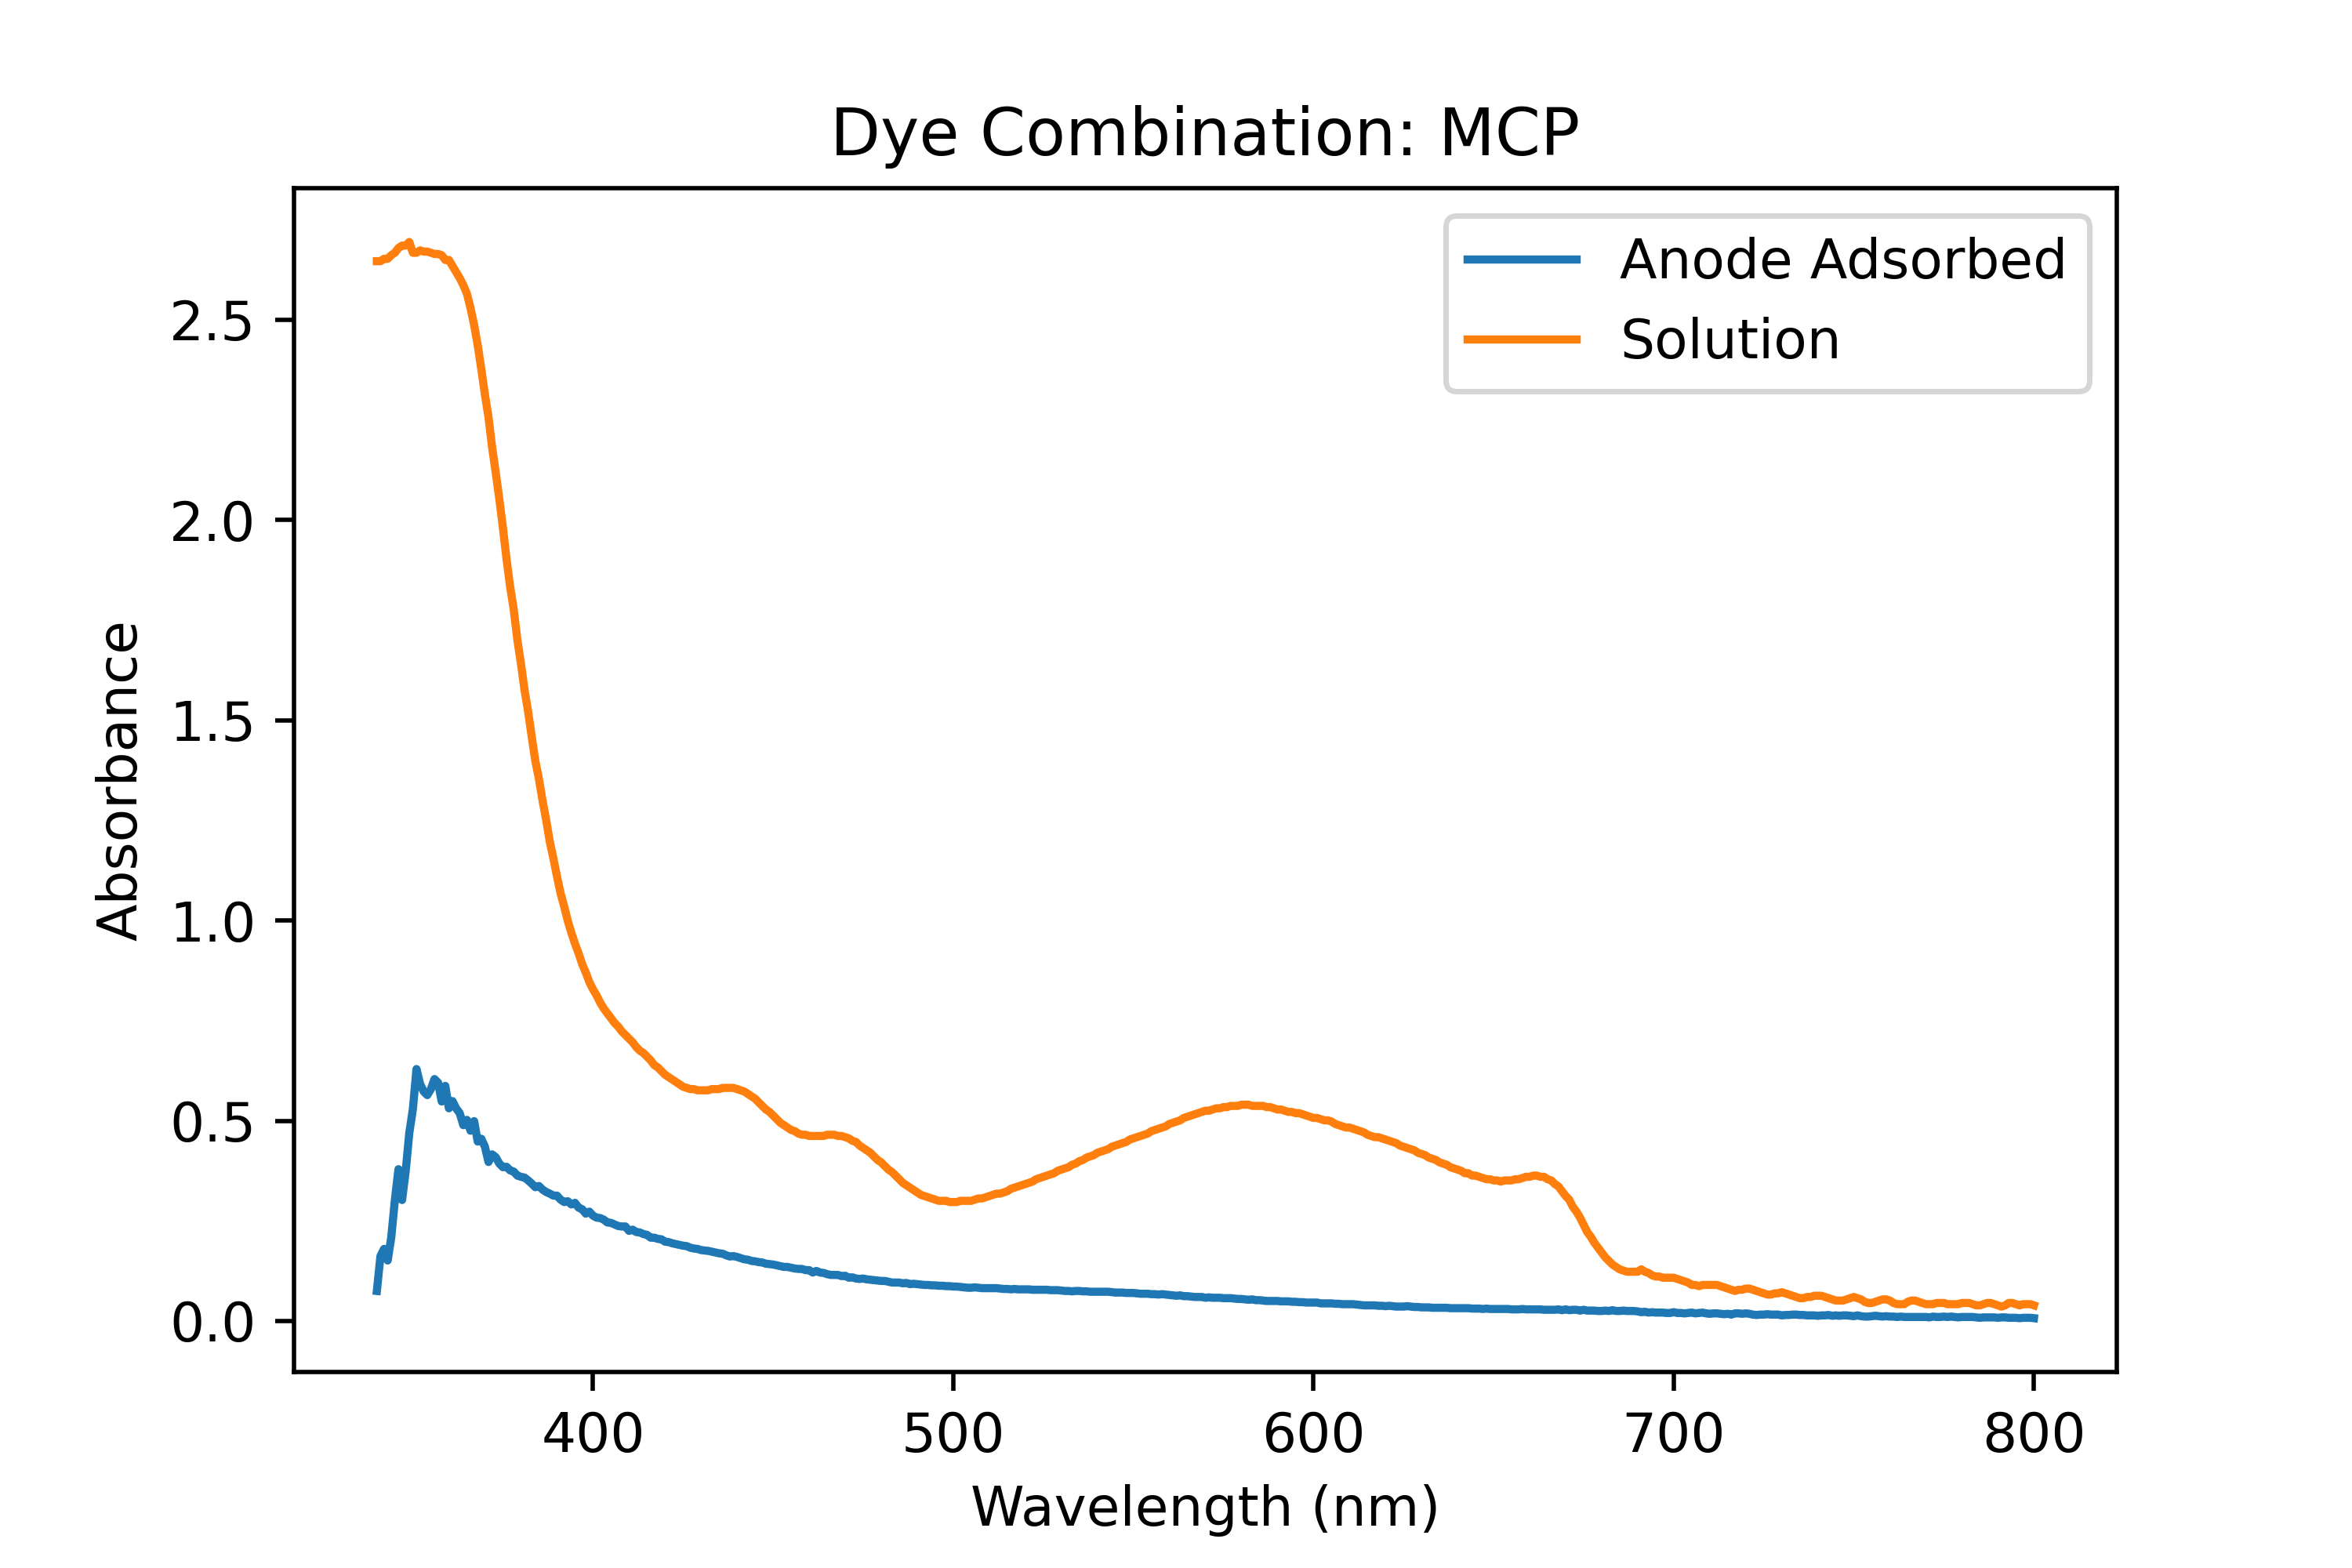 Dye Combination: MCP
Anode Adsorbed
Solution
Absorbance
2.5
2.0
1.5
1.0
0.5
0.0
400 500 600 700 800
Wavelength (nm)